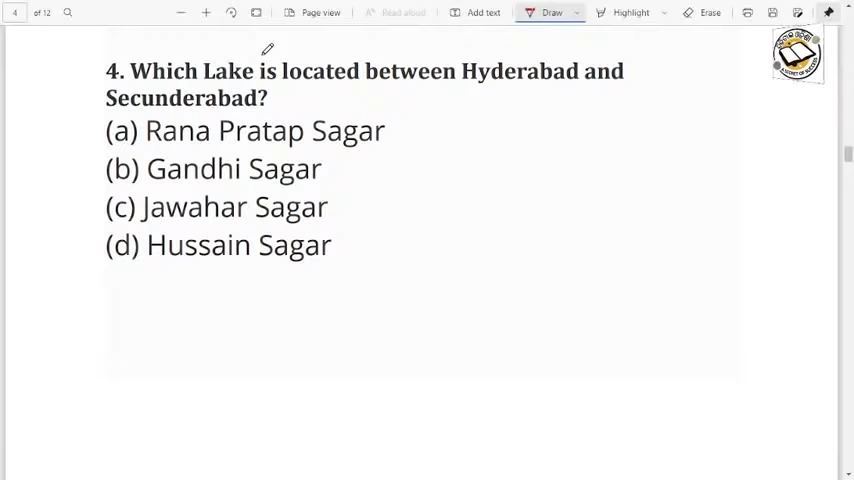 4 of 12 Page view Read aloud Add text Draw Highlight Erase
4. Which Lake is located between Hyderabad and
Secunderabad?
(a) Rana Pratap Sagar
(b) Gandhi Sagar
(c) Jawahar Sagar
(d) Hussain Sagar